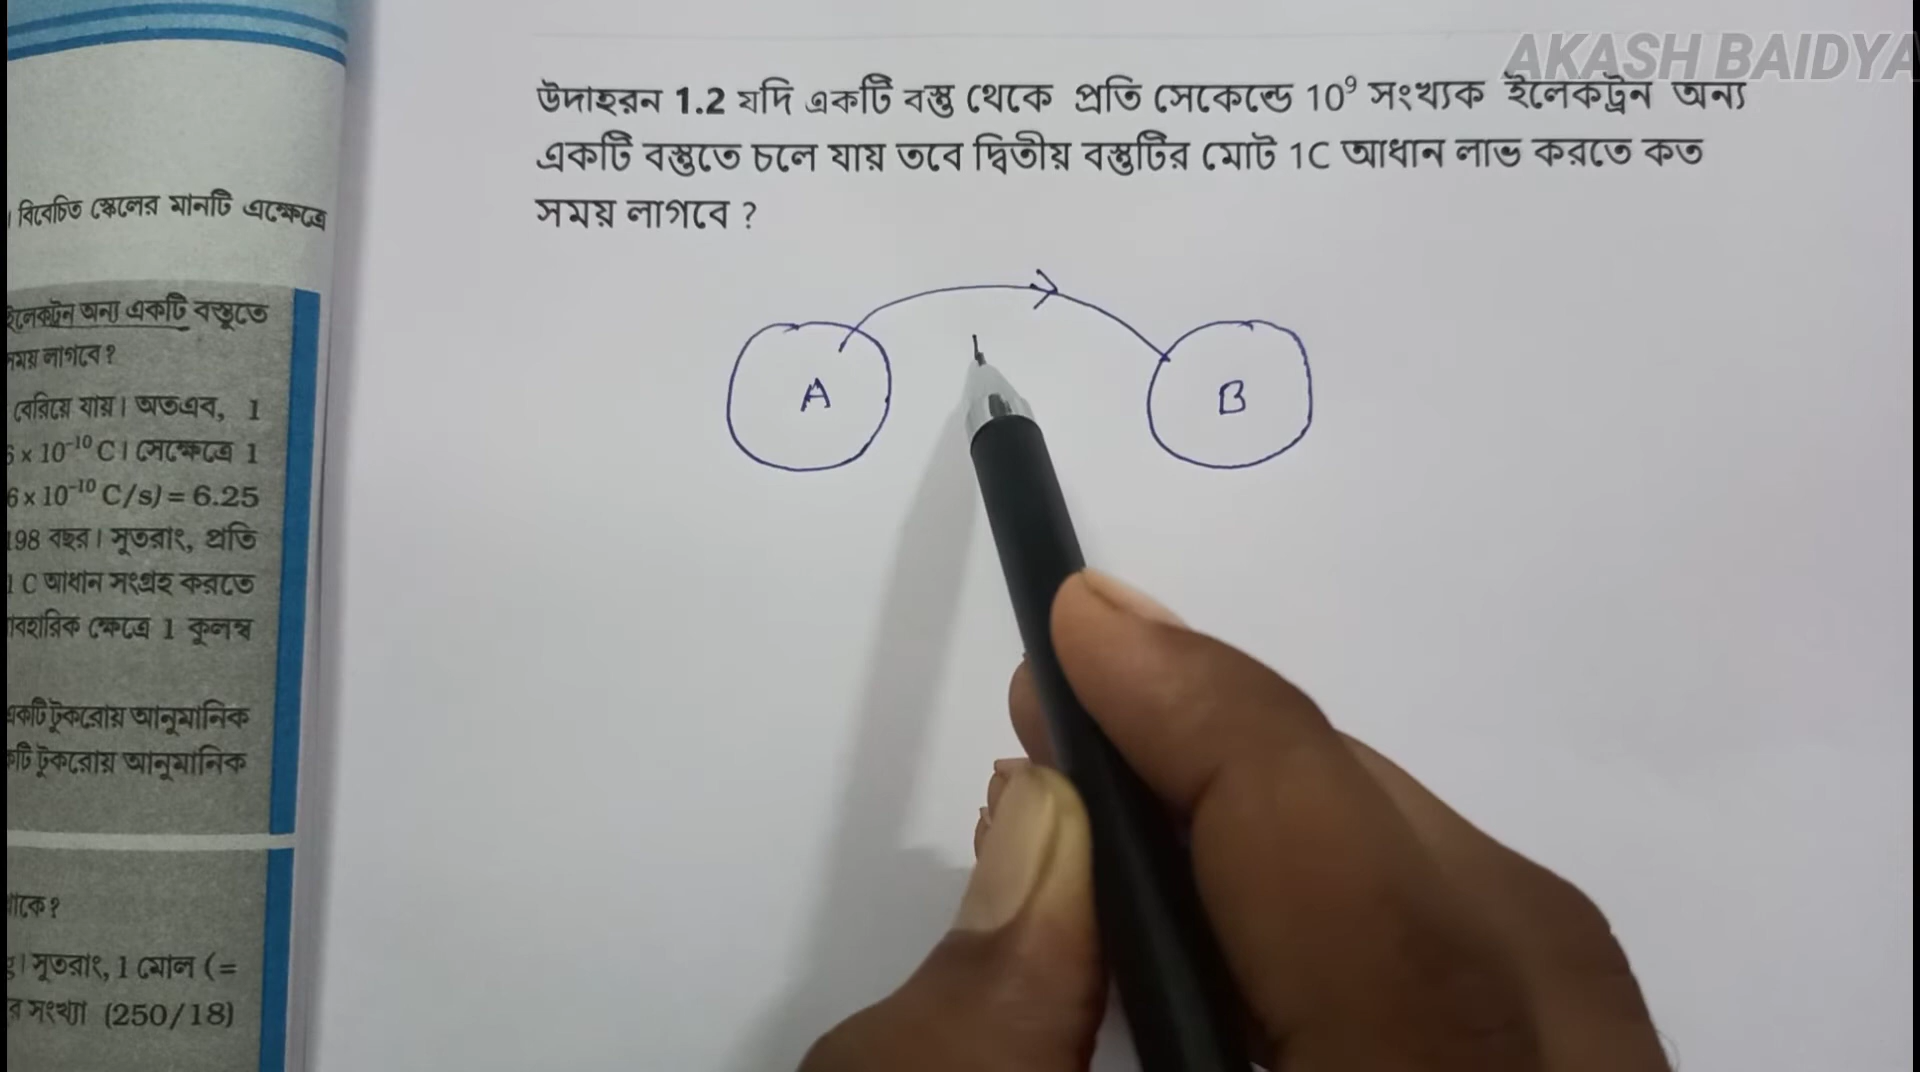 AKASH BAIDYA
উদাহরন 1.2 যদি একটি বস্তু থেকে প্রতি সেকেন্ডে 10⁹ সংখ্যক ইলেকট্রন অন্য
একটি বস্তুতে চলে যায় তবে দ্বিতীয় বস্তুটির মোট 1C আধান লাভ করতে কত
সময় লাগবে ?
A
B
। বিবেচিত স্কেলের মানটি এক্ষেত্রে
ইলেকট্রন অন্য একটি বস্তুতে
সময় লাগবে ?
বেরিয়ে যায়। অতএব, 1
6 × 10⁻¹⁰ C। সেক্ষেত্রে 1
6 × 10⁻¹⁰ C/s) = 6.25
198 বছর। সুতরাং, প্রতি
1 C আধান সংগ্রহ করতে
ক্ষেত্রে 1 কুলম্ব
একটি টুকরোয় আনুমানিক
টুকরোয় আনুমানিক
থাকে?
। সুতরাং, 1 মোল (=
র সংখ্যা (250/18)